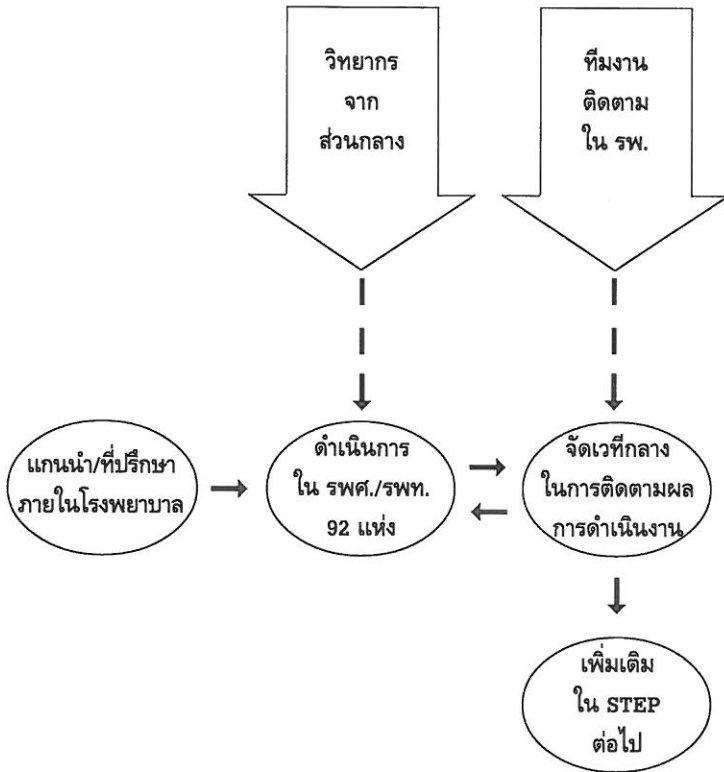 วิทยากร
จาก
ส่วนกลาง
ทีมงาน
ติดตาม
ใน รพ.
แกนนำ/ที่ปรึกษา
ภายในโรงพยาบาล
ดำเนินการ
ใน รพศ./รพท.
92 แห่ง
จัดเวทีกลาง
ในการติดตามผล
การดำเนินงาน
เพิ่มเติม
ใน STEP
ต่อไป